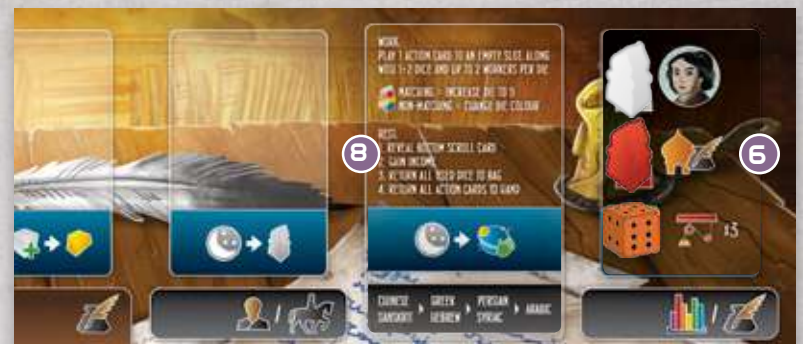 WORK
PLAY 1 ACTION CARD TO AN EMPTY SLOT, ALONG
WITH 1-2 DICE AND UP TO 2 WORKERS PER DIE
MATCHING = INCREASE DIE TO 5
NON-MATCHING = CHANGE DIE COLOUR
REST
1. REVEAL BOTTOM SCROLL CARD
2. GAIN INCOME
3. RETURN ALL USED DICE TO BAG
4. RETURN ALL ACTION CARDS TO HAND
8
6
:3
CHINESE
SANSKRIT
GREEK
HEBREW
PERSIAN
SYRIAC
ARABIC